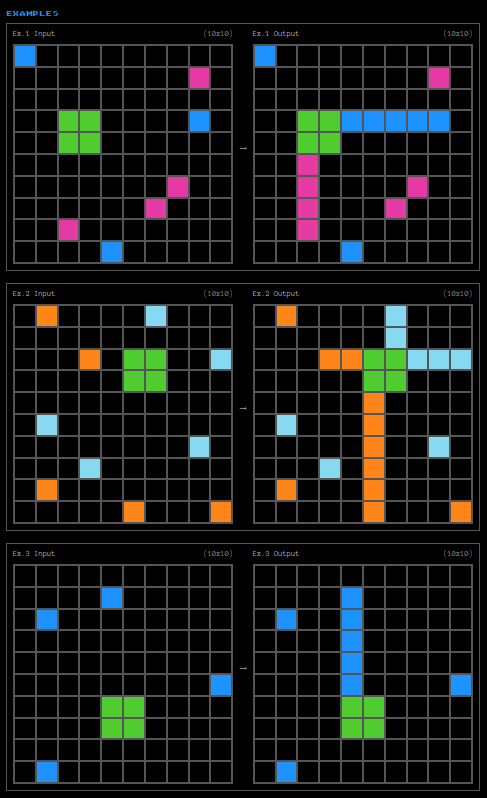 EXAMPLES
Ex.1 Input (10x10)
Ex.1 Output (10x10)
→
Ex.2 Input (10x10)
Ex.2 Output (10x10)
→
Ex.3 Input (10x10)
Ex.3 Output (10x10)
→